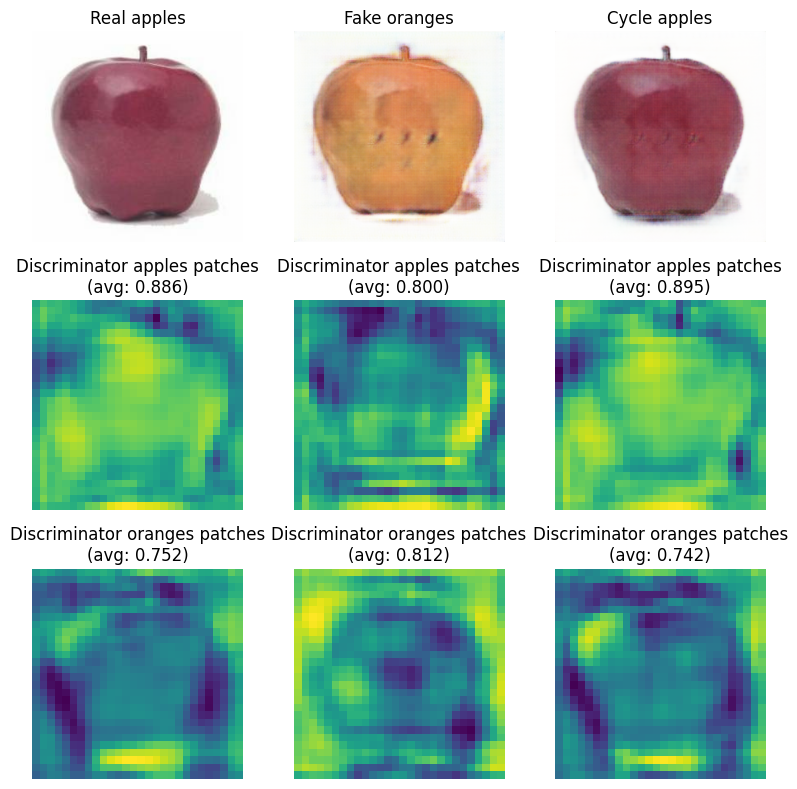 Real apples
Fake oranges
Cycle apples
Discriminator apples patches
(avg: 0.886)
Discriminator apples patches
(avg: 0.800)
Discriminator apples patches
(avg: 0.895)
Discriminator oranges patches
(avg: 0.752)
Discriminator oranges patches
(avg: 0.812)
Discriminator oranges patches
(avg: 0.742)